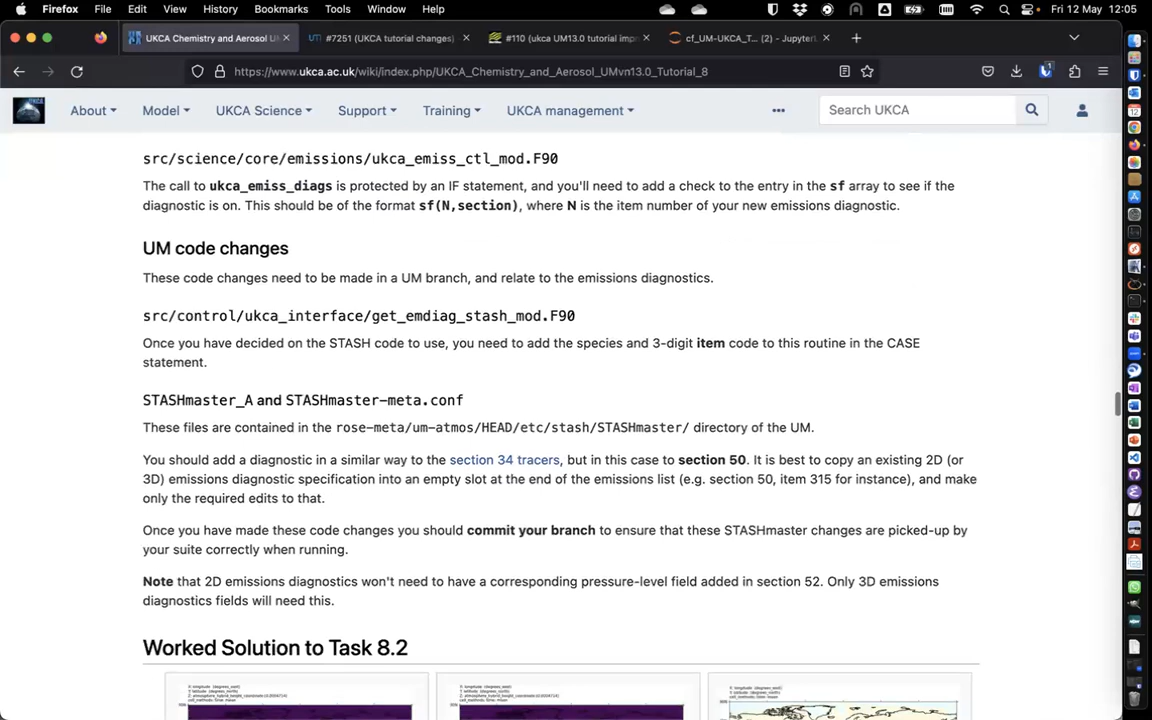 Firefox File Edit View History Bookmarks Tools Window Help Fri 12 May 12:05
UKCA Chemistry and Aerosol U #7251 (UKCA tutorial changes) #110 (ukca UM13.0 tutorial impr cf_UM-UKCA_T... (2) - Jupyter
https://www.ukca.ac.uk/wiki/index.php/UKCA_Chemistry_and_Aerosol_UMvn13.0_Tutorial_8
About Model UKCA Science Support Training UKCA management Search UKCA
src/science/core/emissions/ukca_emiss_ctl_mod.F90
The call to ukca_emiss_diags is protected by an IF statement, and you'll need to add a check to the entry in the sf array to see if the
diagnostic is on. This should be of the format sf(N,section), where N is the item number of your new emissions diagnostic.
UM code changes
These code changes need to be made in a UM branch, and relate to the emissions diagnostics.
src/control/ukca_interface/get_emdiag_stash_mod.F90
Once you have decided on the STASH code to use, you need to add the species and 3-digit item code to this routine in the CASE
statement.
STASHmaster_A and STASHmaster-meta.conf
These files are contained in the rose-meta/um-atmos/HEAD/etc/stash/STASHmaster/ directory of the UM.
You should add a diagnostic in a similar way to the section 34 tracers, but in this case to section 50. It is best to copy an existing 2D (or
3D) emissions diagnostic specification into an empty slot at the end of the emissions list (e.g. section 50, item 315 for instance), and make
only the required edits to that.
Once you have made these code changes you should commit your branch to ensure that these STASHmaster changes are picked-up by
your suite correctly when running.
Note that 2D emissions diagnostics won't need to have a corresponding pressure-level field added in section 52. Only 3D emissions
diagnostics fields will need this.
Worked Solution to Task 8.2